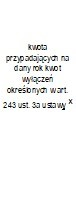 kwota
przypadających na
dany rok kwot
wyłączeń
określonych w art.
243 ust. 3a ustawy x